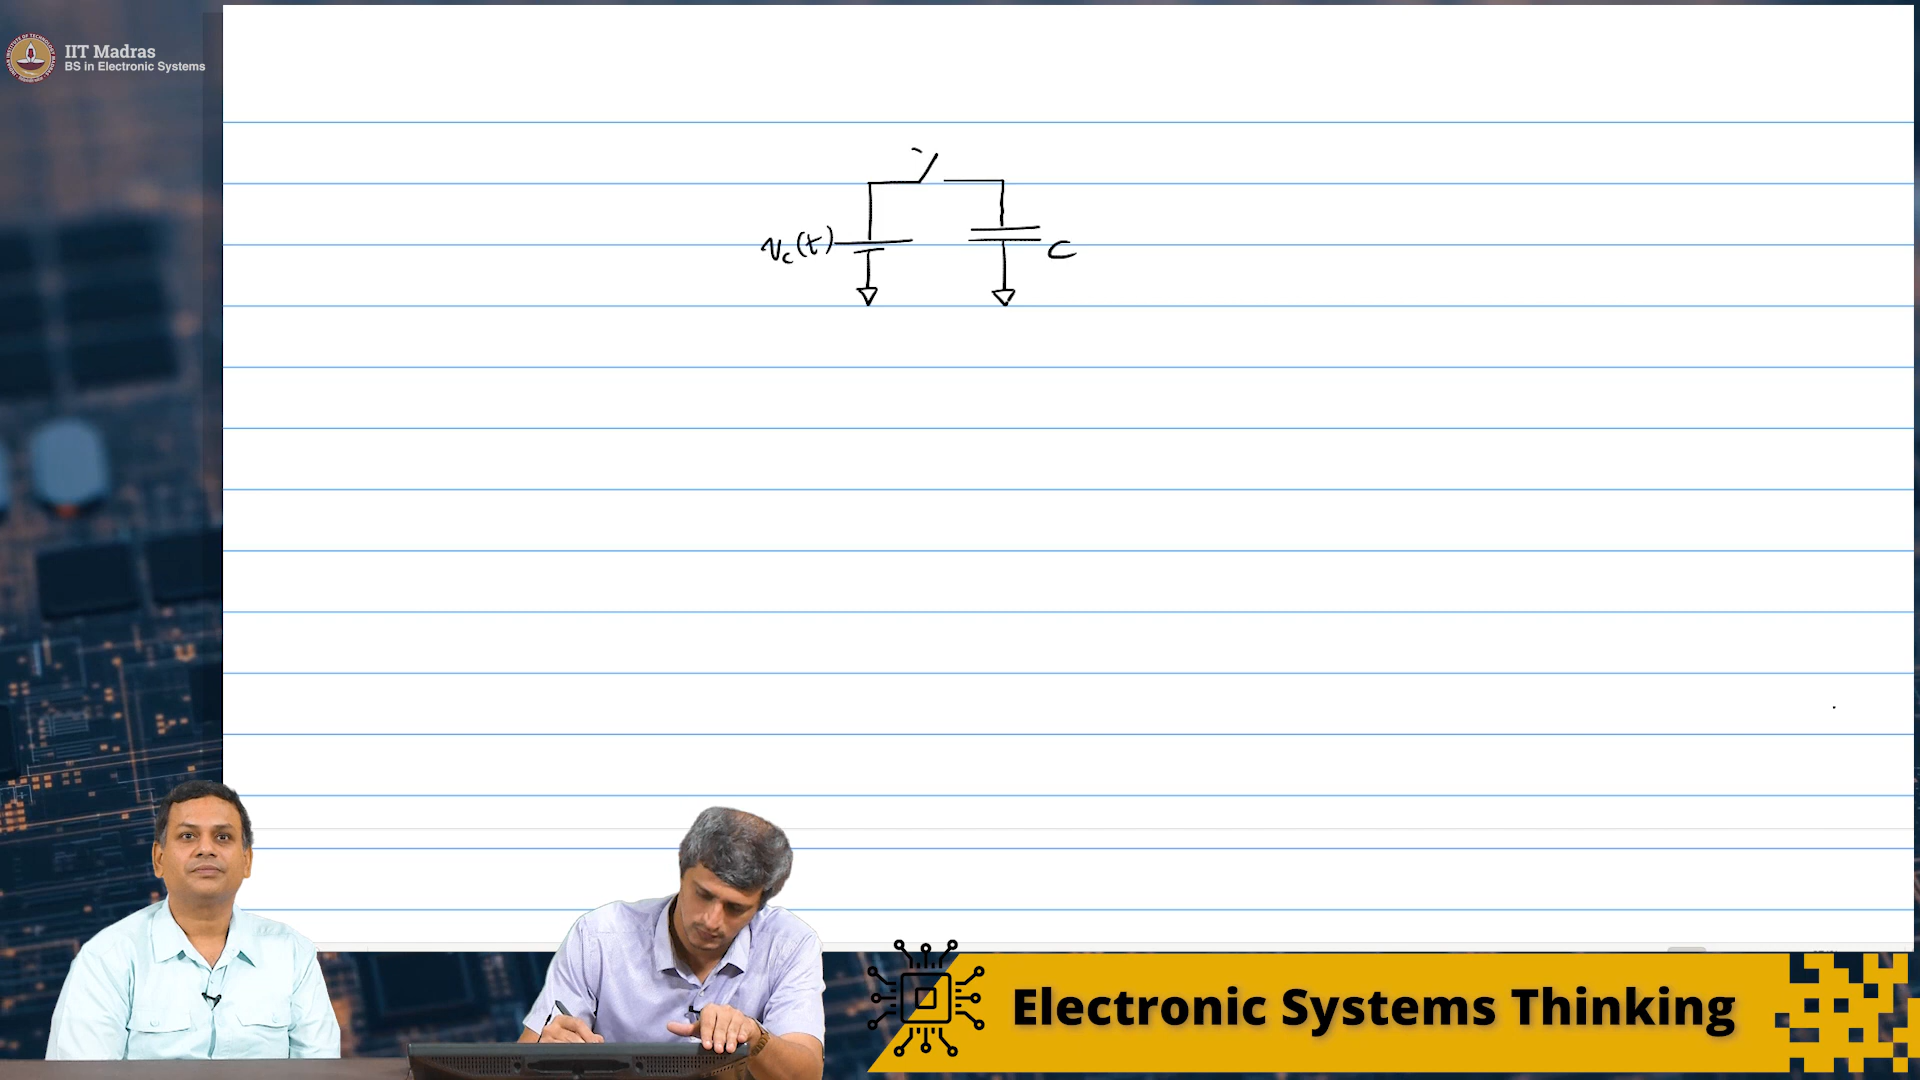 IIT Madras
BS in Electronic Systems
v_c(t)
C
Electronic Systems Thinking